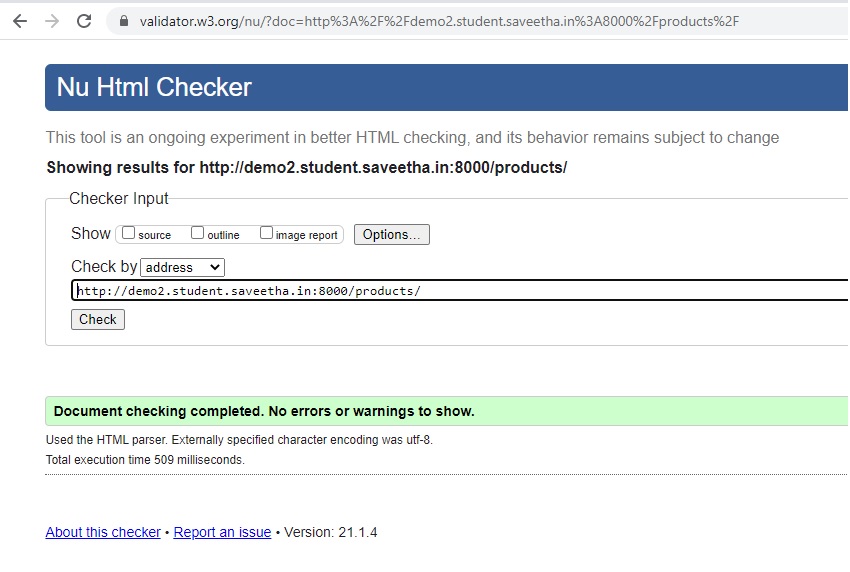 validator.w3.org/nu/?doc=http%3A%2F%2Fdemo2.student.saveetha.in%3A8000%2Fproducts%2F
Nu Html Checker
This tool is an ongoing experiment in better HTML checking, and its behavior remains subject to change
Showing results for http://demo2.student.saveetha.in:8000/products/
Checker Input
Show source outline image report Options...
Check by address
http://demo2.student.saveetha.in:8000/products/
Check
Document checking completed. No errors or warnings to show.
Used the HTML parser. Externally specified character encoding was utf-8.
Total execution time 509 milliseconds.
About this checker • Report an issue • Version: 21.1.4